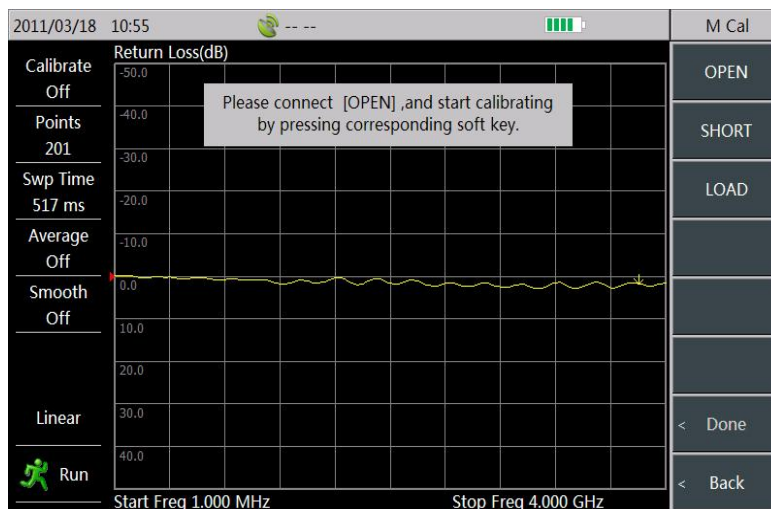 2011/03/18 10:55 -- -- M Cal
Return Loss(dB)
Calibrate
Off
Points
201
Swp Time
517 ms
Average
Off
Smooth
Off
Linear
Run
-50.0
-40.0
-30.0
-20.0
-10.0
0.0
10.0
20.0
30.0
40.0
Please connect [OPEN] ,and start calibrating
by pressing corresponding soft key.
Start Freq 1.000 MHz Stop Freq 4.000 GHz
OPEN
SHORT
LOAD
< Done
< Back